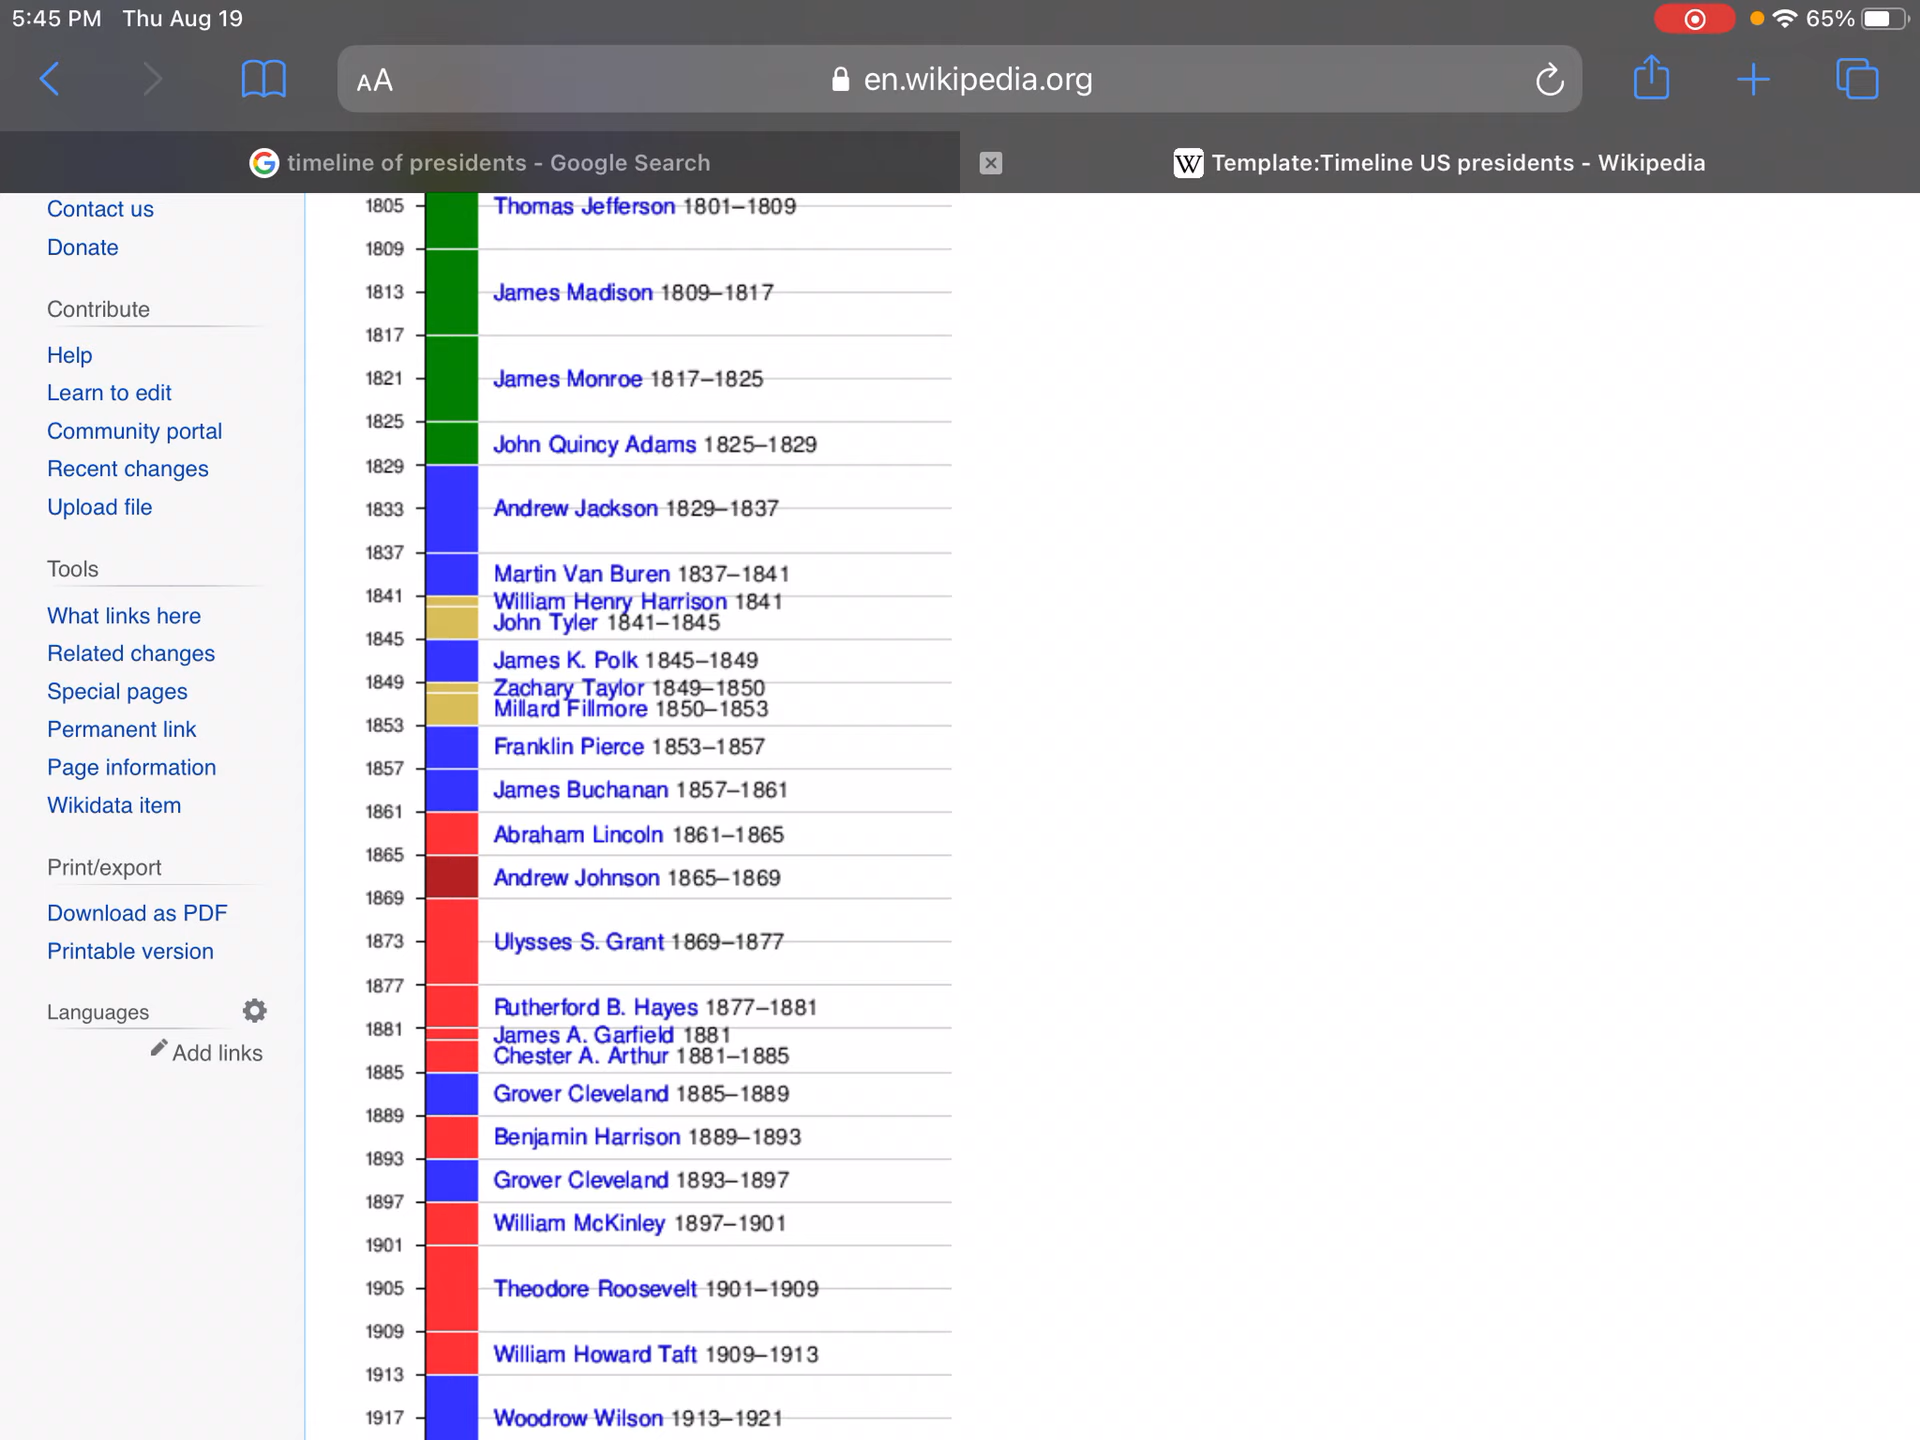 5:45 PM Thu Aug 19
65%
AA
en.wikipedia.org
timeline of presidents - Google Search
Template:Timeline US presidents - Wikipedia
Contact us
Donate
Contribute
Help
Learn to edit
Community portal
Recent changes
Upload file
Tools
What links here
Related changes
Special pages
Permanent link
Page information
Wikidata item
Print/export
Download as PDF
Printable version
Languages
Add links
1805 Thomas Jefferson 1801–1809
1809
1813 James Madison 1809–1817
1817
1821 James Monroe 1817–1825
1825
John Quincy Adams 1825–1829
1829
1833 Andrew Jackson 1829–1837
1837
Martin Van Buren 1837–1841
1841 William Henry Harrison 1841
John Tyler 1841–1845
1845
James K. Polk 1845–1849
1849 Zachary Taylor 1849–1850
Millard Fillmore 1850–1853
1853
Franklin Pierce 1853–1857
1857
James Buchanan 1857–1861
1861
Abraham Lincoln 1861–1865
1865
Andrew Johnson 1865–1869
1869
1873 Ulysses S. Grant 1869–1877
1877
Rutherford B. Hayes 1877–1881
1881 James A. Garfield 1881
Chester A. Arthur 1881–1885
1885
Grover Cleveland 1885–1889
1889
Benjamin Harrison 1889–1893
1893
Grover Cleveland 1893–1897
1897
William McKinley 1897–1901
1901
1905 Theodore Roosevelt 1901–1909
1909
William Howard Taft 1909–1913
1913
1917 Woodrow Wilson 1913–1921